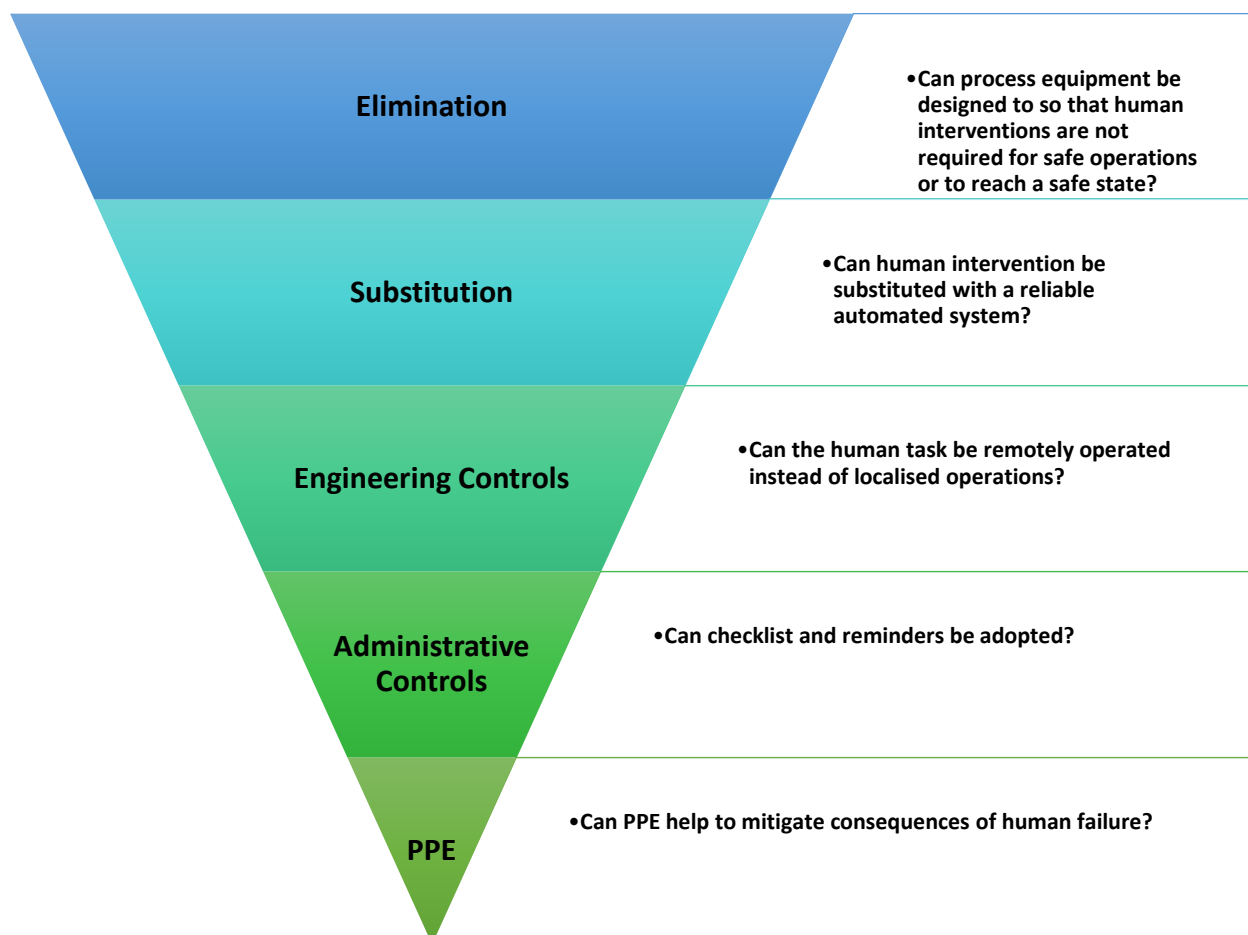 Elimination
•Can process equipment be
designed to so that human
interventions are not
required for safe operations
or to reach a safe state?
Substitution
•Can human intervention be
substituted with a reliable
automated system?
Engineering Controls
•Can the human task be remotely operated
instead of localised operations?
Administrative
Controls
•Can checklist and reminders be adopted?
PPE
•Can PPE help to mitigate consequences of human failure?